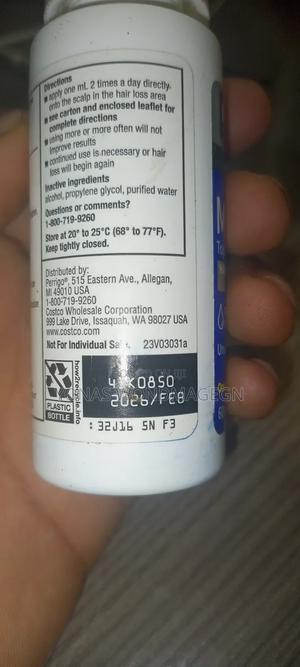 Directions
■ apply one mL 2 times a day directly
onto the scalp in the hair loss area
■ see carton and enclosed leaflet for
complete directions
■ using more or more often will not
improve results
■ continued use is necessary or hair
loss will begin again
Inactive ingredients
alcohol, propylene glycol, purified water
Questions or comments?
1-800-719-9260
Store at 20° to 25°C (68° to 77°F).
Keep tightly closed.
Distributed by:
Perrigo®, 515 Eastern Ave., Allegan,
MI 49010 USA
1-800-719-9260
Costco Wholesale Corporation
999 Lake Drive, Issaquah, WA 98027 USA
www.costco.com
Not For Individual Sale. 23V03031a
how2recycle.info
PLASTIC
BOTTLE
2026/FE8
: 32J16 SN F3